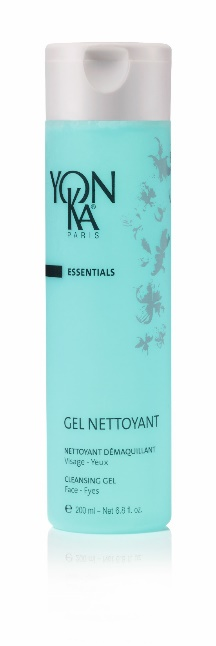 YON
KA®
PARIS
ESSENTIALS
GEL NETTOYANT
NETTOYANT DÉMAQUILLANT
Visage - Yeux
CLEANSING GEL
Face - Eyes
℮ 200 ml - Net 6.6 fl. oz.